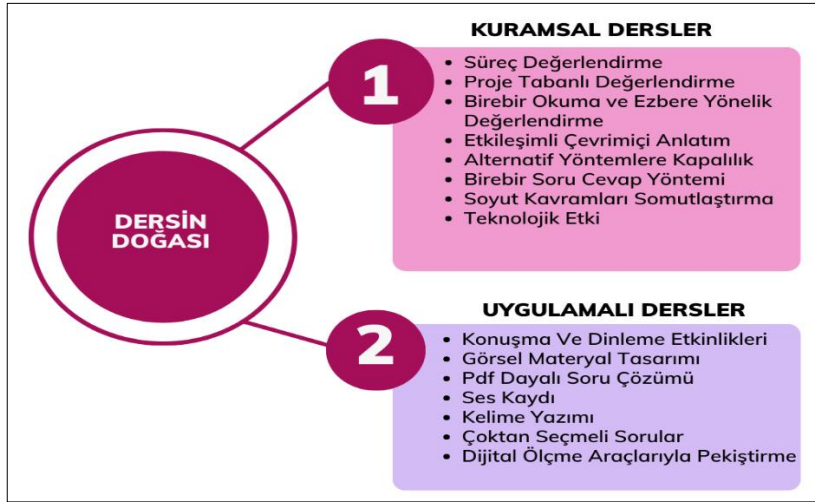 DERSİN
DOĞASI
1
KURAMSAL DERSLER
• Süreç Değerlendirme
• Proje Tabanlı Değerlendirme
• Birebir Okuma ve Ezbere Yönelik
Değerlendirme
• Etkileşimli Çevrimiçi Anlatım
• Alternatif Yöntemlere Kapalılık
• Birebir Soru Cevap Yöntemi
• Soyut Kavramları Somutlaştırma
• Teknolojik Etki
2
UYGULAMALI DERSLER
• Konuşma Ve Dinleme Etkinlikleri
• Görsel Materyal Tasarımı
• Pdf Dayalı Soru Çözümü
• Ses Kaydı
• Kelime Yazımı
• Çoktan Seçmeli Sorular
• Dijital Ölçme Araçlarıyla Pekiştirme